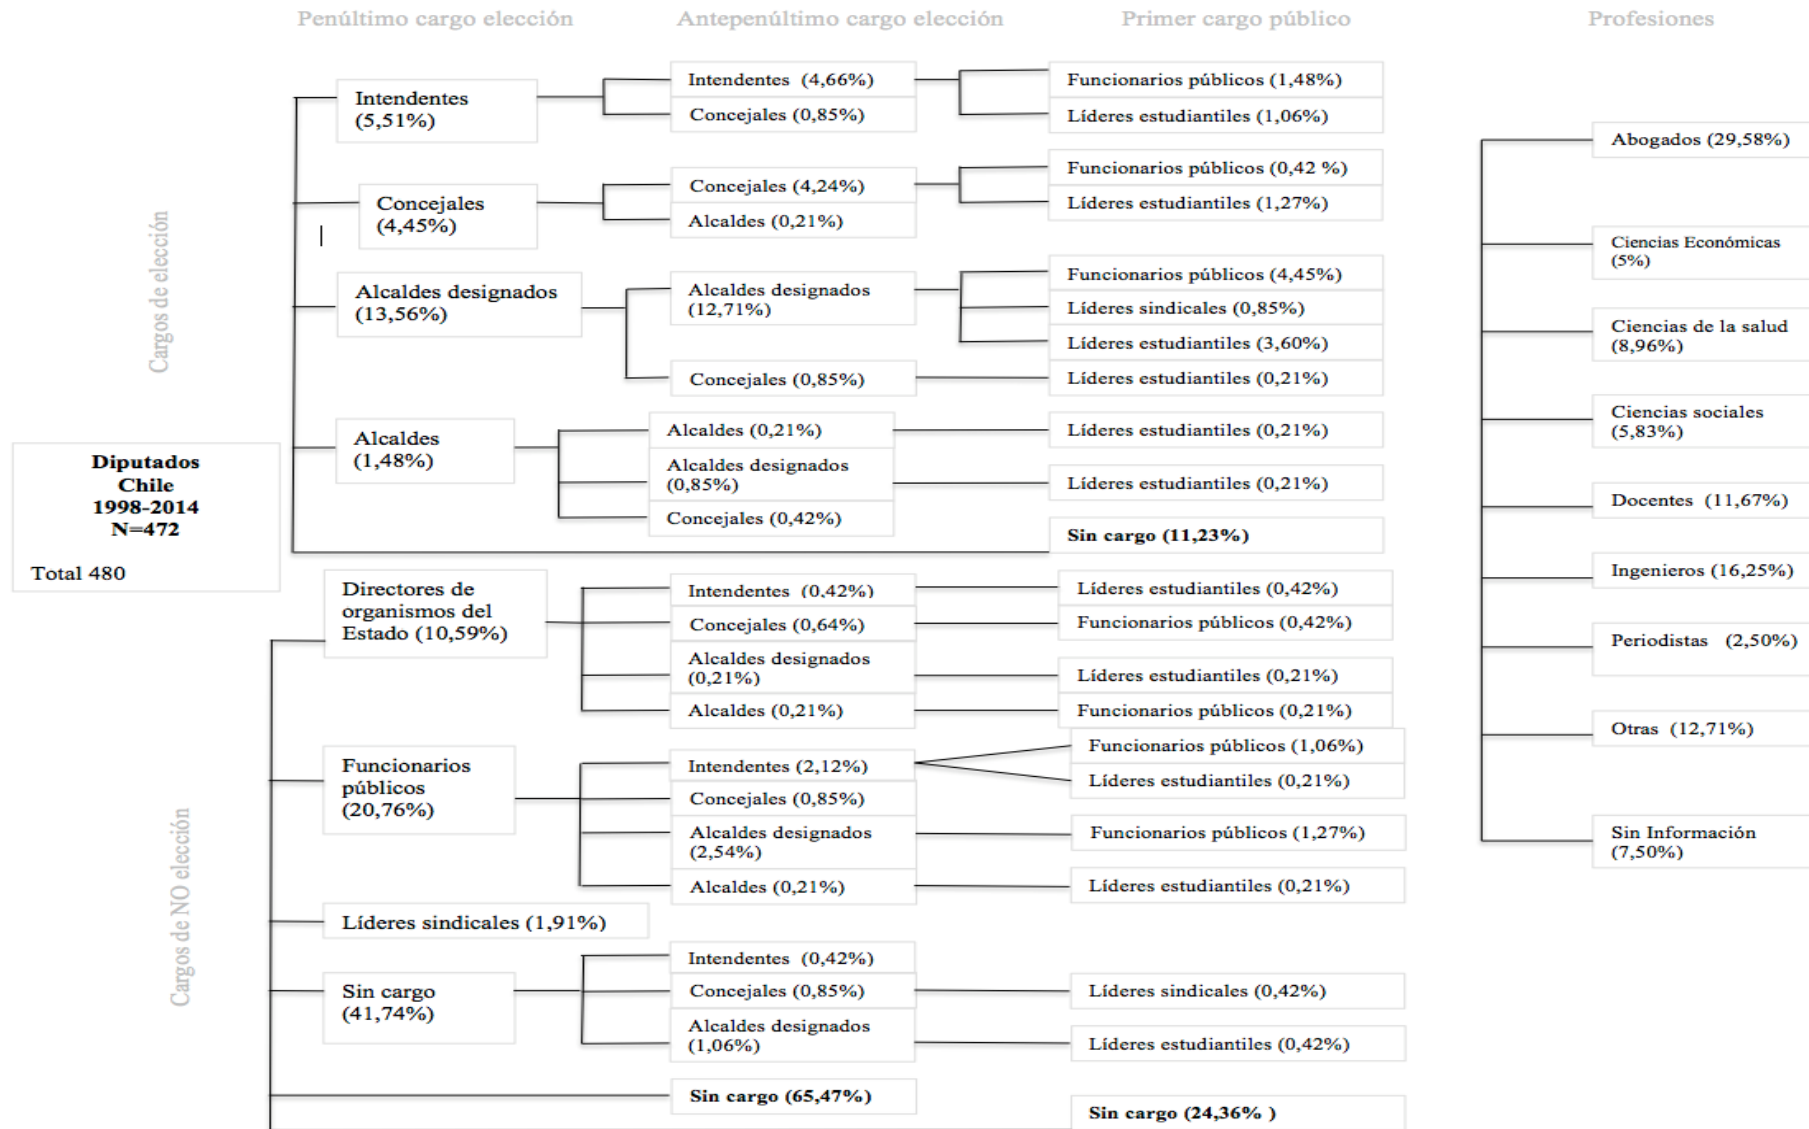 Penúltimo cargo elección
Antepenúltimo cargo elección
Primer cargo público
Profesiones
Cargos de elección
Cargos de NO elección
Diputados
Chile
1998-2014
N=472
Total 480
Intendentes
(5,51%)
Intendentes (4,66%)
Concejales (0,85%)
Funcionarios públicos (1,48%)
Líderes estudiantiles (1,06%)
Concejales
(4,45%)
Concejales (4,24%)
Alcaldes (0,21%)
Funcionarios públicos (0,42 %)
Líderes estudiantiles (1,27%)
Alcaldes designados
(13,56%)
Alcaldes designados
(12,71%)
Concejales (0,85%)
Funcionarios públicos (4,45%)
Líderes sindicales (0,85%)
Líderes estudiantiles (3,60%)
Líderes estudiantiles (0,21%)
Alcaldes
(1,48%)
Alcaldes (0,21%)
Alcaldes designados
(0,85%)
Concejales (0,42%)
Líderes estudiantiles (0,21%)
Líderes estudiantiles (0,21%)
Sin cargo (11,23%)
Directores de
organismos del
Estado (10,59%)
Intendentes (0,42%)
Concejales (0,64%)
Alcaldes designados
(0,21%)
Alcaldes (0,21%)
Líderes estudiantiles (0,42%)
Funcionarios públicos (0,42%)
Líderes estudiantiles (0,21%)
Funcionarios públicos (0,21%)
Funcionarios
públicos
(20,76%)
Intendentes (2,12%)
Concejales (0,85%)
Alcaldes designados
(2,54%)
Alcaldes (0,21%)
Funcionarios públicos (1,06%)
Líderes estudiantiles (0,21%)
Funcionarios públicos (1,27%)
Líderes estudiantiles (0,21%)
Líderes sindicales (1,91%)
Sin cargo
(41,74%)
Intendentes (0,42%)
Concejales (0,85%)
Alcaldes designados
(1,06%)
Líderes sindicales (0,42%)
Líderes estudiantiles (0,42%)
Sin cargo (65,47%)
Sin cargo (24,36% )
Abogados (29,58%)
Ciencias Económicas
(5%)
Ciencias de la salud
(8,96%)
Ciencias sociales
(5,83%)
Docentes (11,67%)
Ingenieros (16,25%)
Periodistas (2,50%)
Otras (12,71%)
Sin Información
(7,50%)